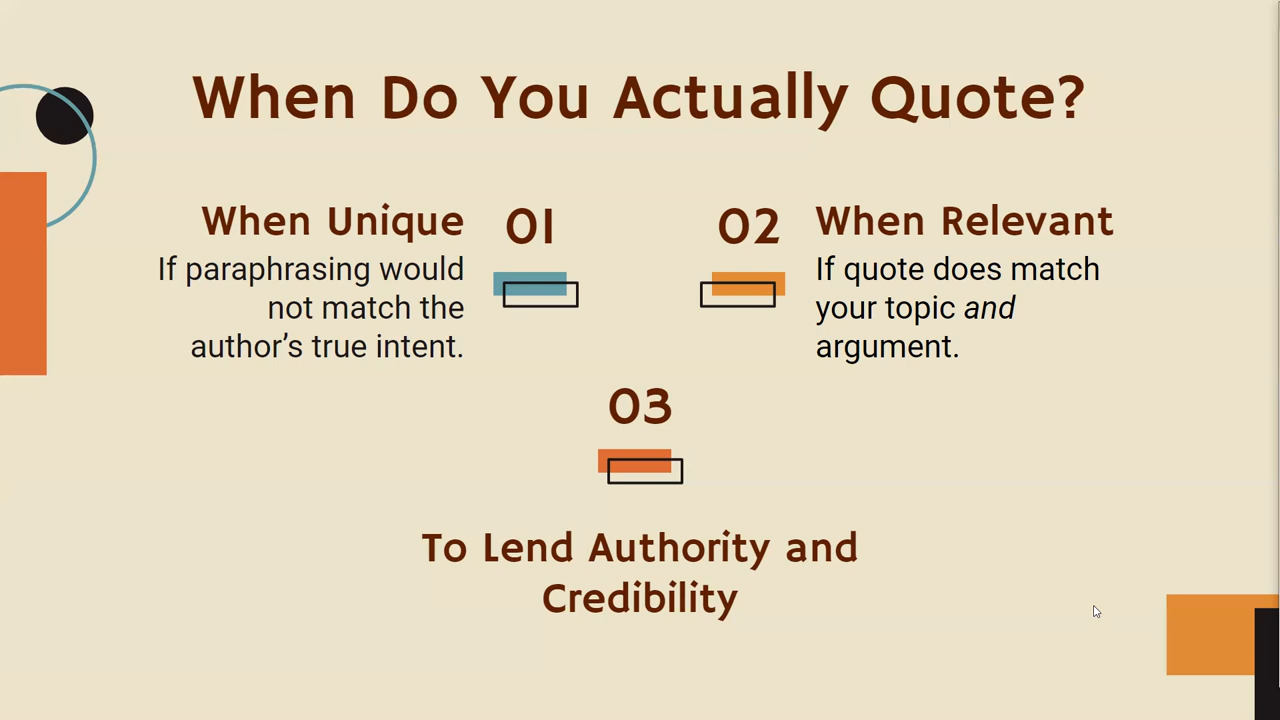 When Do You Actually Quote?
When Unique
01
If paraphrasing would
not match the
author’s true intent.
02
When Relevant
If quote does match
your topic and
argument.
03
To Lend Authority and
Credibility